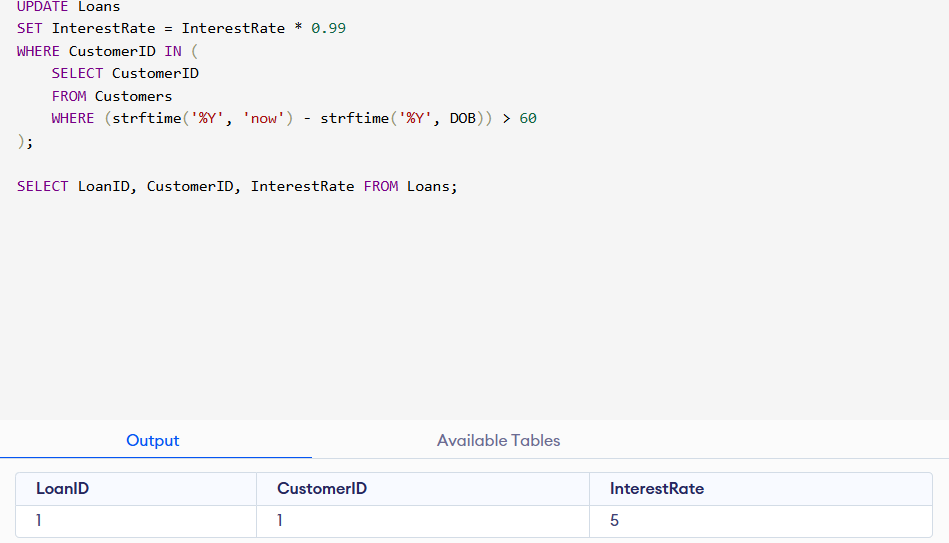 UPDATE Loans
SET InterestRate = InterestRate * 0.99
WHERE CustomerID IN (
    SELECT CustomerID
    FROM Customers
    WHERE (strftime('%Y', 'now') - strftime('%Y', DOB)) > 60
);
SELECT LoanID, CustomerID, InterestRate FROM Loans;
Output Available Tables
LoanID CustomerID InterestRate
1 1 5